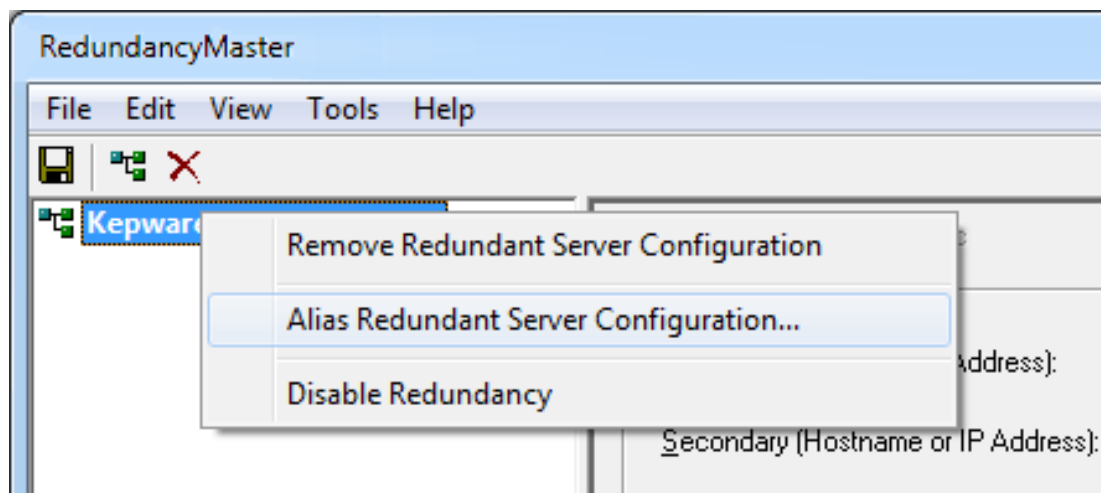 RedundancyMaster
File Edit View Tools Help
Kepware
Remove Redundant Server Configuration
Alias Redundant Server Configuration...
Address):
Disable Redundancy
Secondary (Hostname or IP Address):